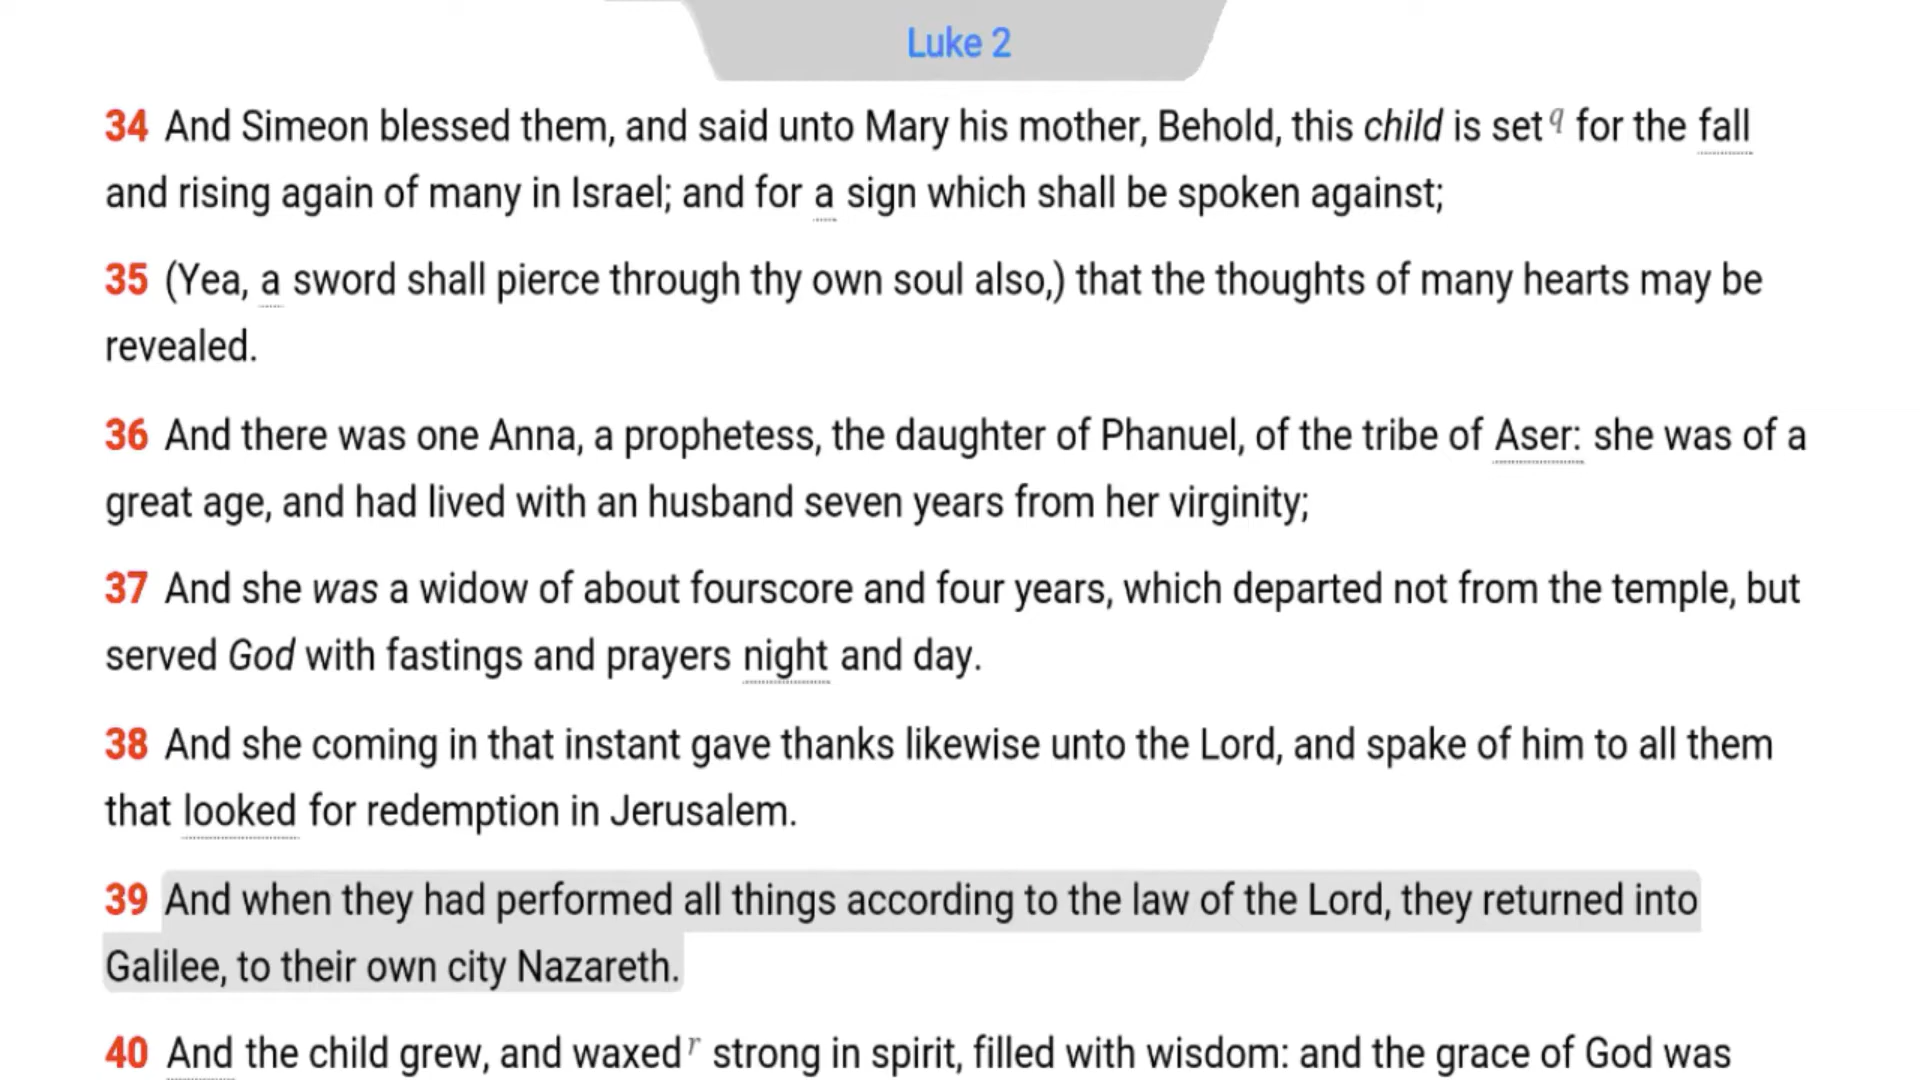 Luke 2
34 And Simeon blessed them, and said unto Mary his mother, Behold, this child is set q for the fall
and rising again of many in Israel; and for a sign which shall be spoken against;
35 (Yea, a sword shall pierce through thy own soul also,) that the thoughts of many hearts may be
revealed.
36 And there was one Anna, a prophetess, the daughter of Phanuel, of the tribe of Aser: she was of a
great age, and had lived with an husband seven years from her virginity;
37 And she was a widow of about fourscore and four years, which departed not from the temple, but
served God with fastings and prayers night and day.
38 And she coming in that instant gave thanks likewise unto the Lord, and spake of him to all them
that looked for redemption in Jerusalem.
39 And when they had performed all things according to the law of the Lord, they returned into
Galilee, to their own city Nazareth.
40 And the child grew, and waxed r strong in spirit, filled with wisdom: and the grace of God was